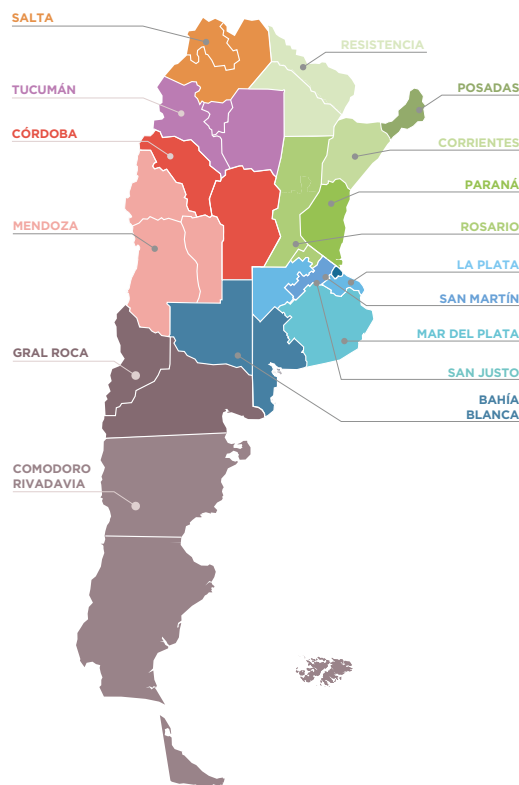 SALTA
RESISTENCIA
TUCUMÁN
POSADAS
CÓRDOBA
CORRIENTES
PARANÁ
MENDOZA
ROSARIO
LA PLATA
SAN MARTÍN
MAR DEL PLATA
GRAL ROCA
SAN JUSTO
BAHÍA
BLANCA
COMODORO
RIVADAVIA